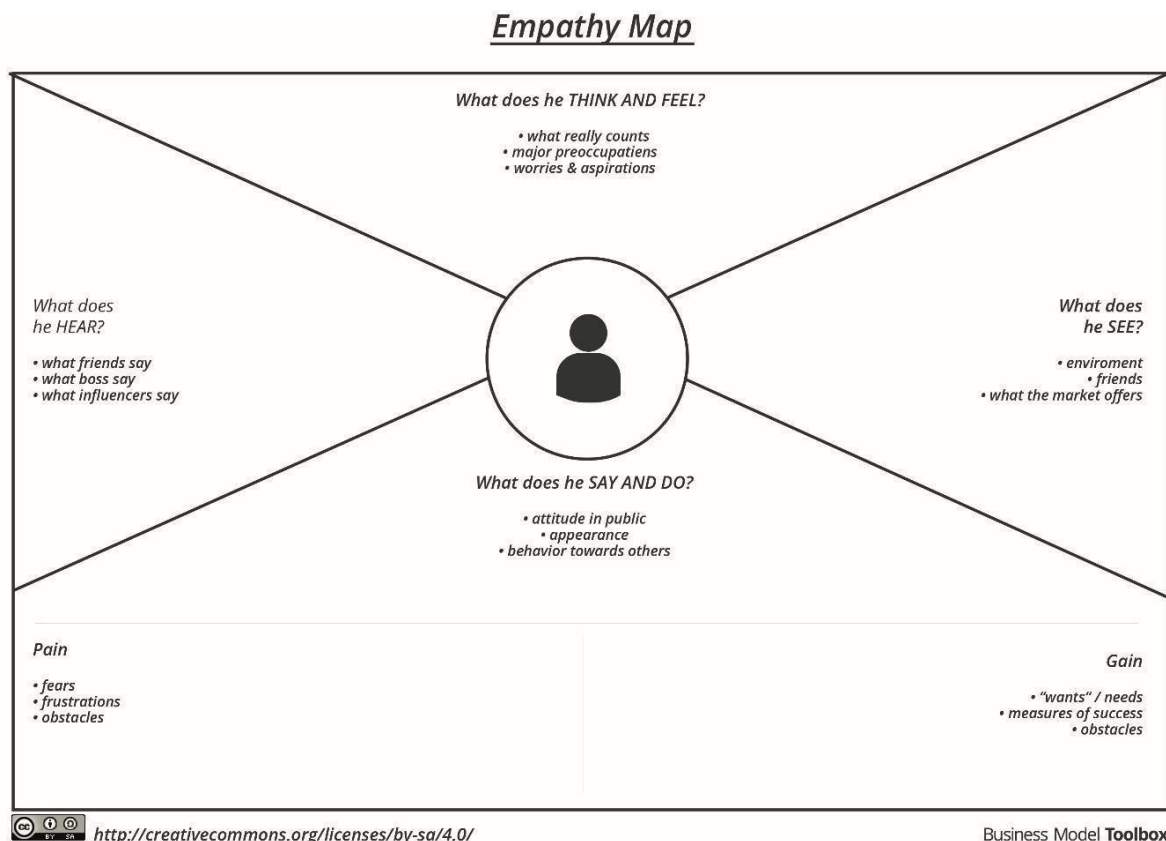 Empathy Map
What does he THINK AND FEEL?
• what really counts
• major preoccupatiens
• worries & aspirations
What does
he HEAR?
• what friends say
• what boss say
• what influencers say
What does
he SEE?
• enviroment
• friends
• what the market offers
What does he SAY AND DO?
• attitude in public
• appearance
• behavior towards others
Pain
• fears
• frustrations
• obstacles
Gain
• “wants“ / needs
• measures of success
• obstacles
cc BY SA http://creativecommons.org/licenses/by-sa/4.0/
Business Model Toolbox